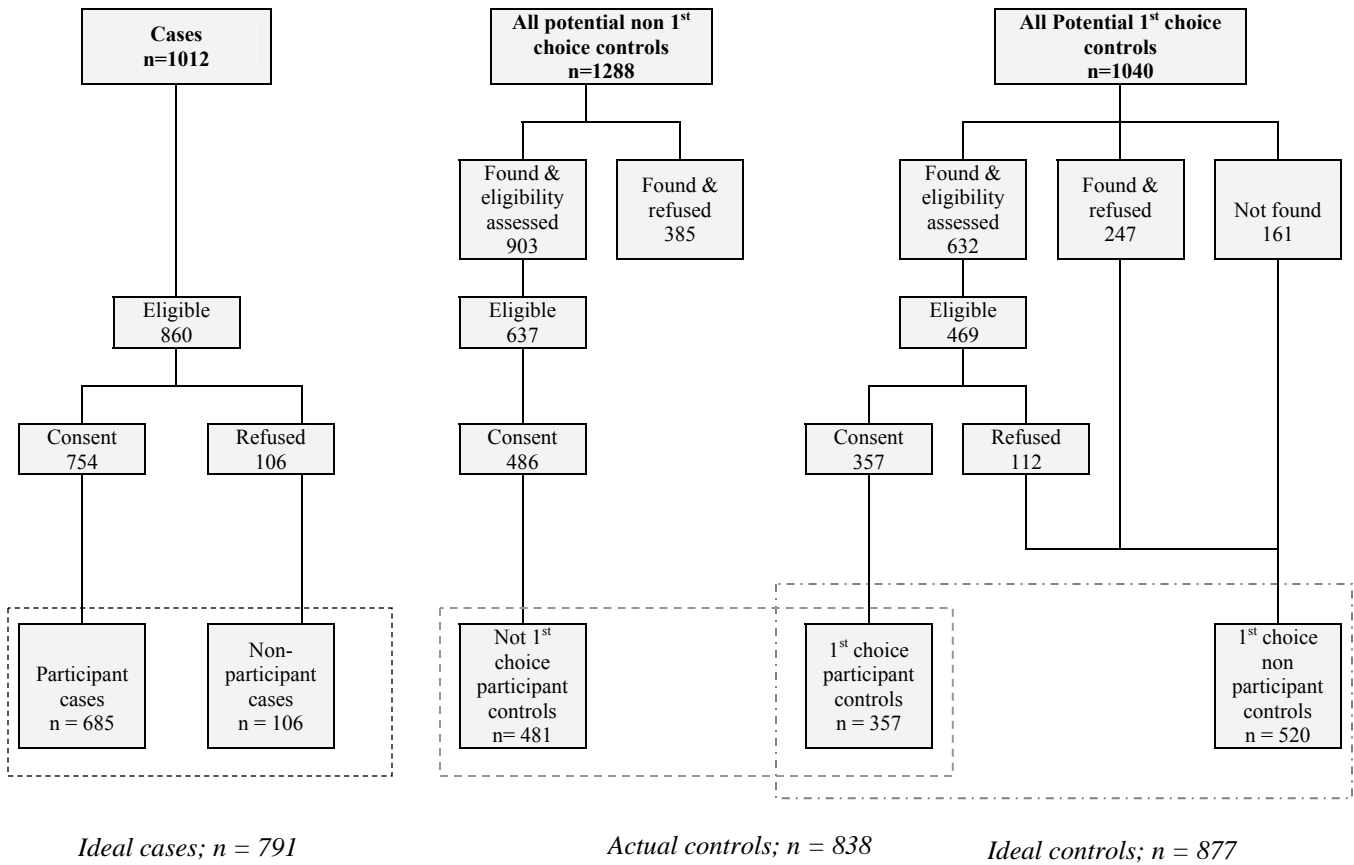 Cases
n=1012
All potential non 1st
choice controls
n=1288
All Potential 1st choice
controls
n=1040
Found &
eligibility
assessed
903
Found &
refused
385
Found &
eligibility
assessed
632
Found &
refused
247
Not found
161
Eligible
860
Eligible
637
Eligible
469
Consent
754
Refused
106
Consent
486
Consent
357
Refused
112
Participant
cases
n = 685
Non-
participant
cases
n = 106
Not 1st
choice
participant
controls
n= 481
1st choice
participant
controls
n = 357
1st choice
non
participant
controls
n = 520
Ideal cases; n = 791
Actual controls; n = 838
Ideal controls; n = 877